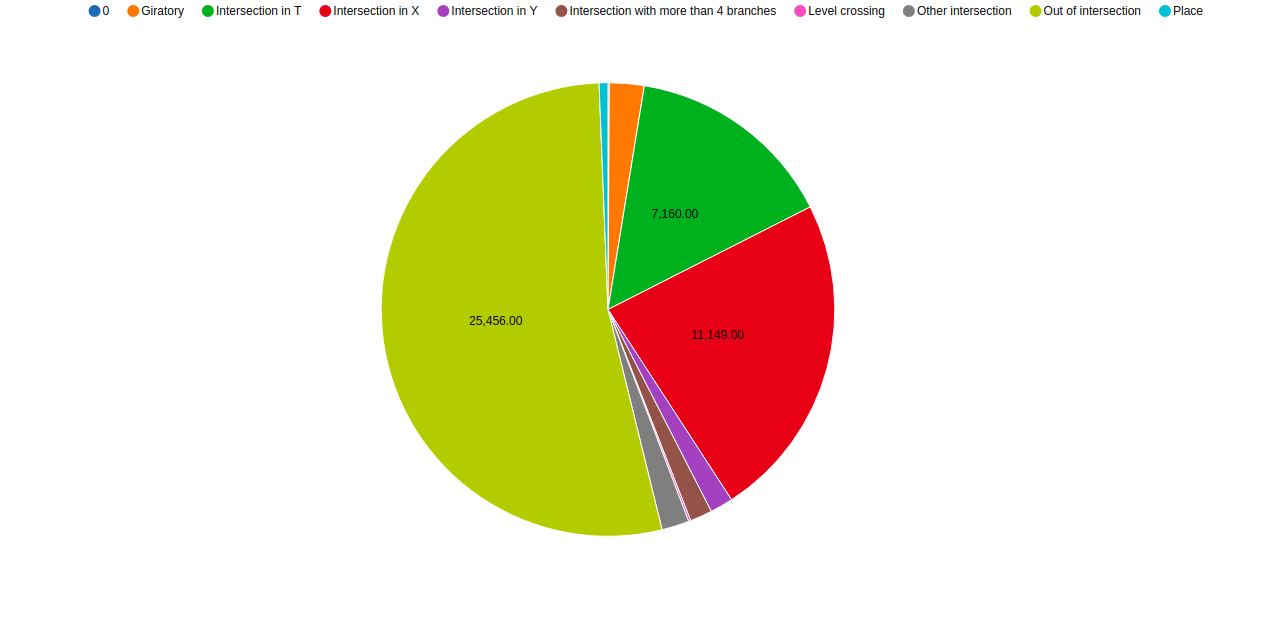 0 Giratory Intersection in T Intersection in X Intersection in Y Intersection with more than 4 branches Level crossing Other intersection Out of intersection Place
7,160.00
25,456.00
11,149.00